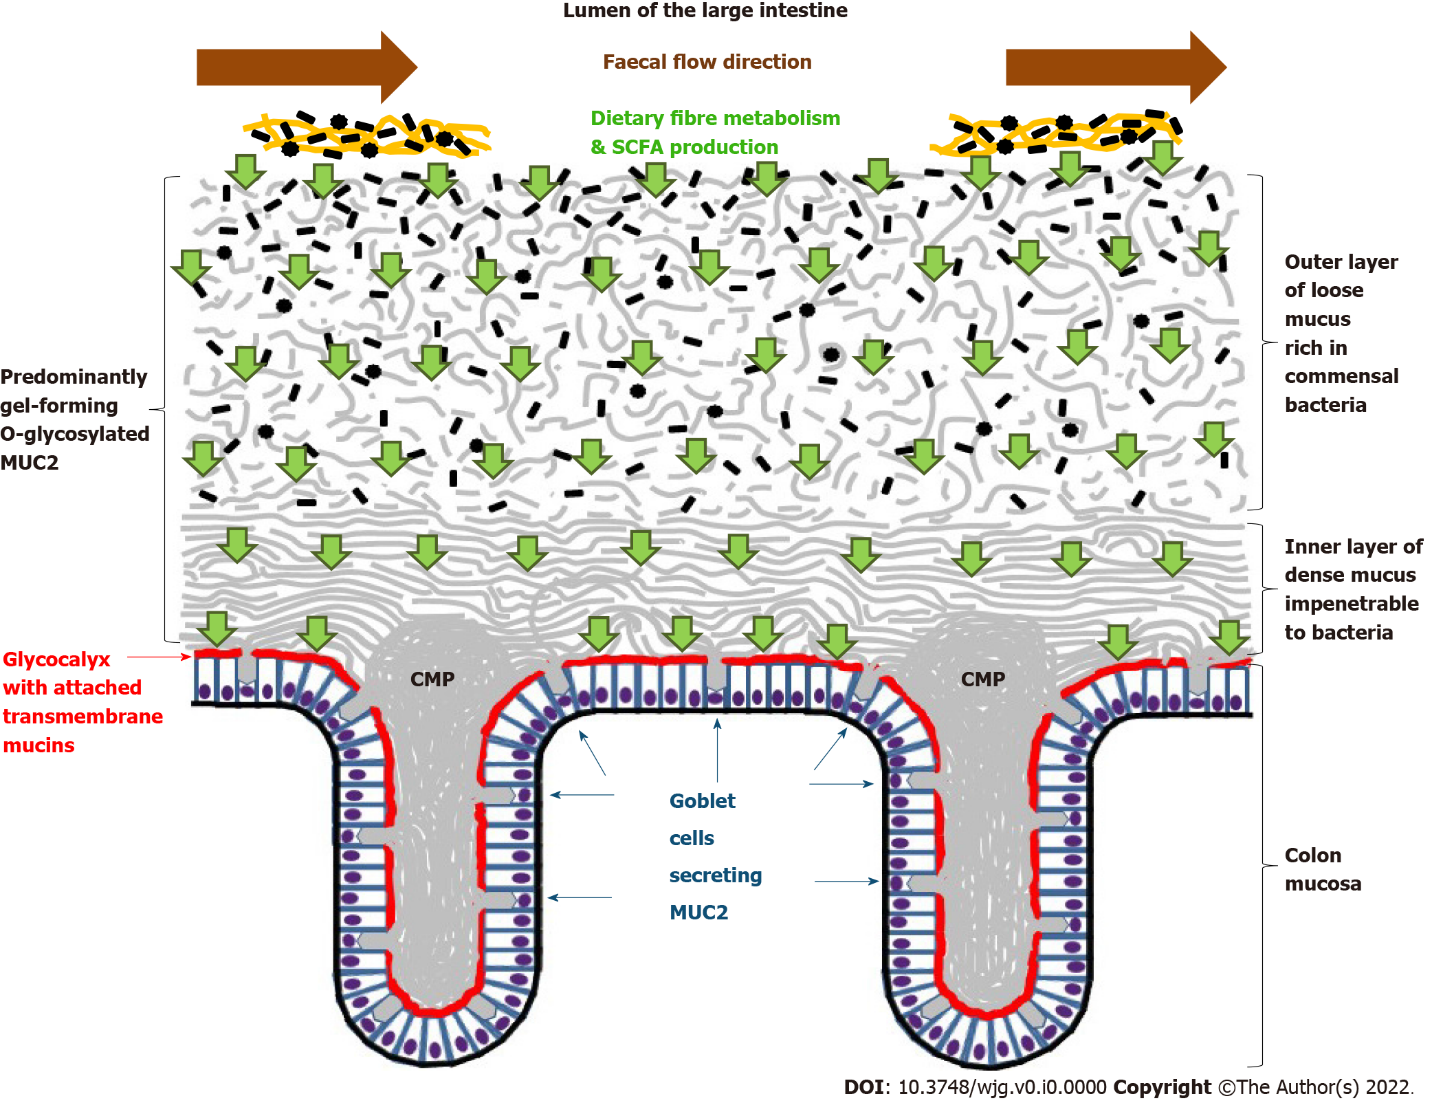 Lumen of the large intestine
Faecal flow direction
Dietary fibre metabolism
& SCFA production
Predominantly
gel-forming
O-glycosylated
MUC2
Outer layer
of loose
mucus
rich in
commensal
bacteria
Inner layer of
dense mucus
impenetrable
to bacteria
Glycocalyx
with attached
transmembrane
mucins
CMP
CMP
Goblet
cells
secreting
MUC2
Colon
mucosa
DOI: 10.3748/wjg.v0.i0.0000 Copyright ©The Author(s) 2022.